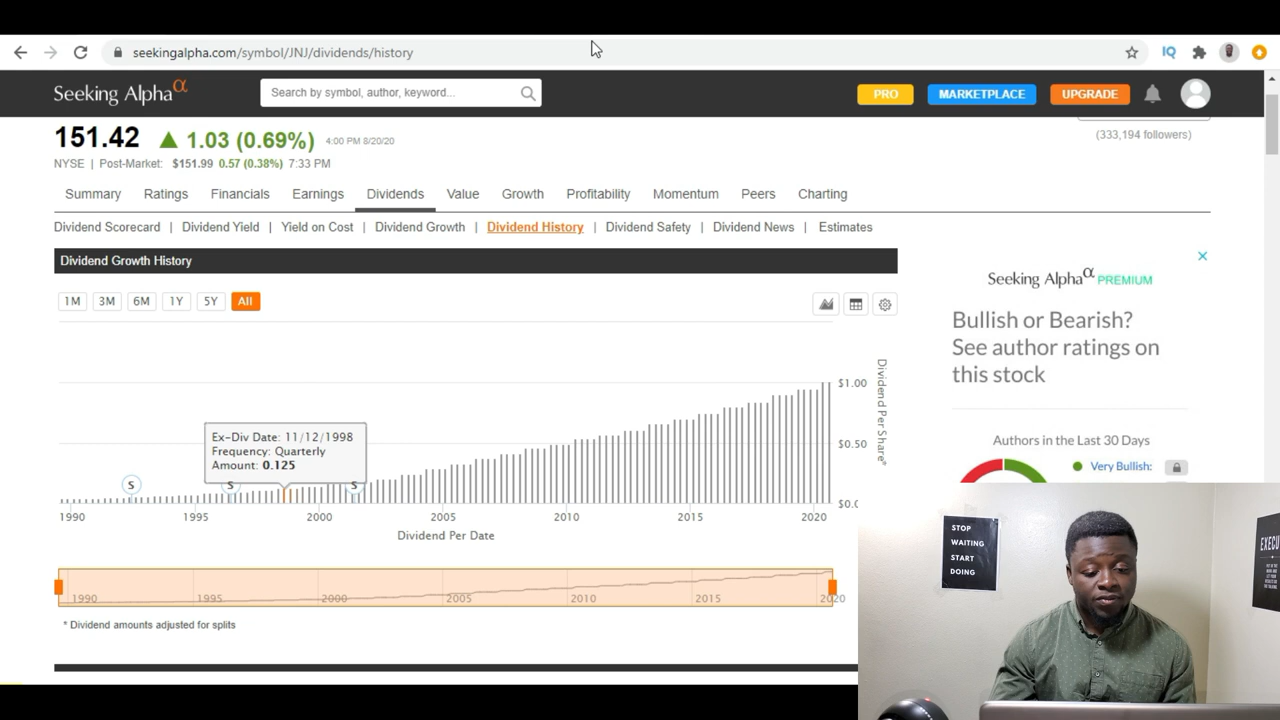 seekingalpha.com/symbol/JNJ/dividends/history
IQ
Seeking Alpha α
Search by symbol, author, keyword...
PRO
MARKETPLACE
UPGRADE
151.42 1.03 (0.69%) 4:00 PM 8/20/20
(333,194 followers)
NYSE | Post-Market: $151.99 0.57 (0.38%) 7:33 PM
Summary Ratings Financials Earnings Dividends Value Growth Profitability Momentum Peers Charting
Dividend Scorecard | Dividend Yield | Yield on Cost | Dividend Growth | Dividend History | Dividend Safety | Dividend News | Estimates
Dividend Growth History
1M 3M 6M 1Y 5Y All
$1.00
$0.50
$0.0
Dividend Per Share*
Ex-Div Date: 11/12/1998
Frequency: Quarterly
Amount: 0.125
S S S
1990 1995 2000 2005 2010 2015 2020
Dividend Per Date
1990 1995 2000 2005 2010 2015 2020
* Dividend amounts adjusted for splits
Seeking Alpha α PREMIUM
Bullish or Bearish?
See author ratings on
this stock
Authors in the Last 30 Days
Very Bullish:
STOP
WAITING
START
DOING
EXECU